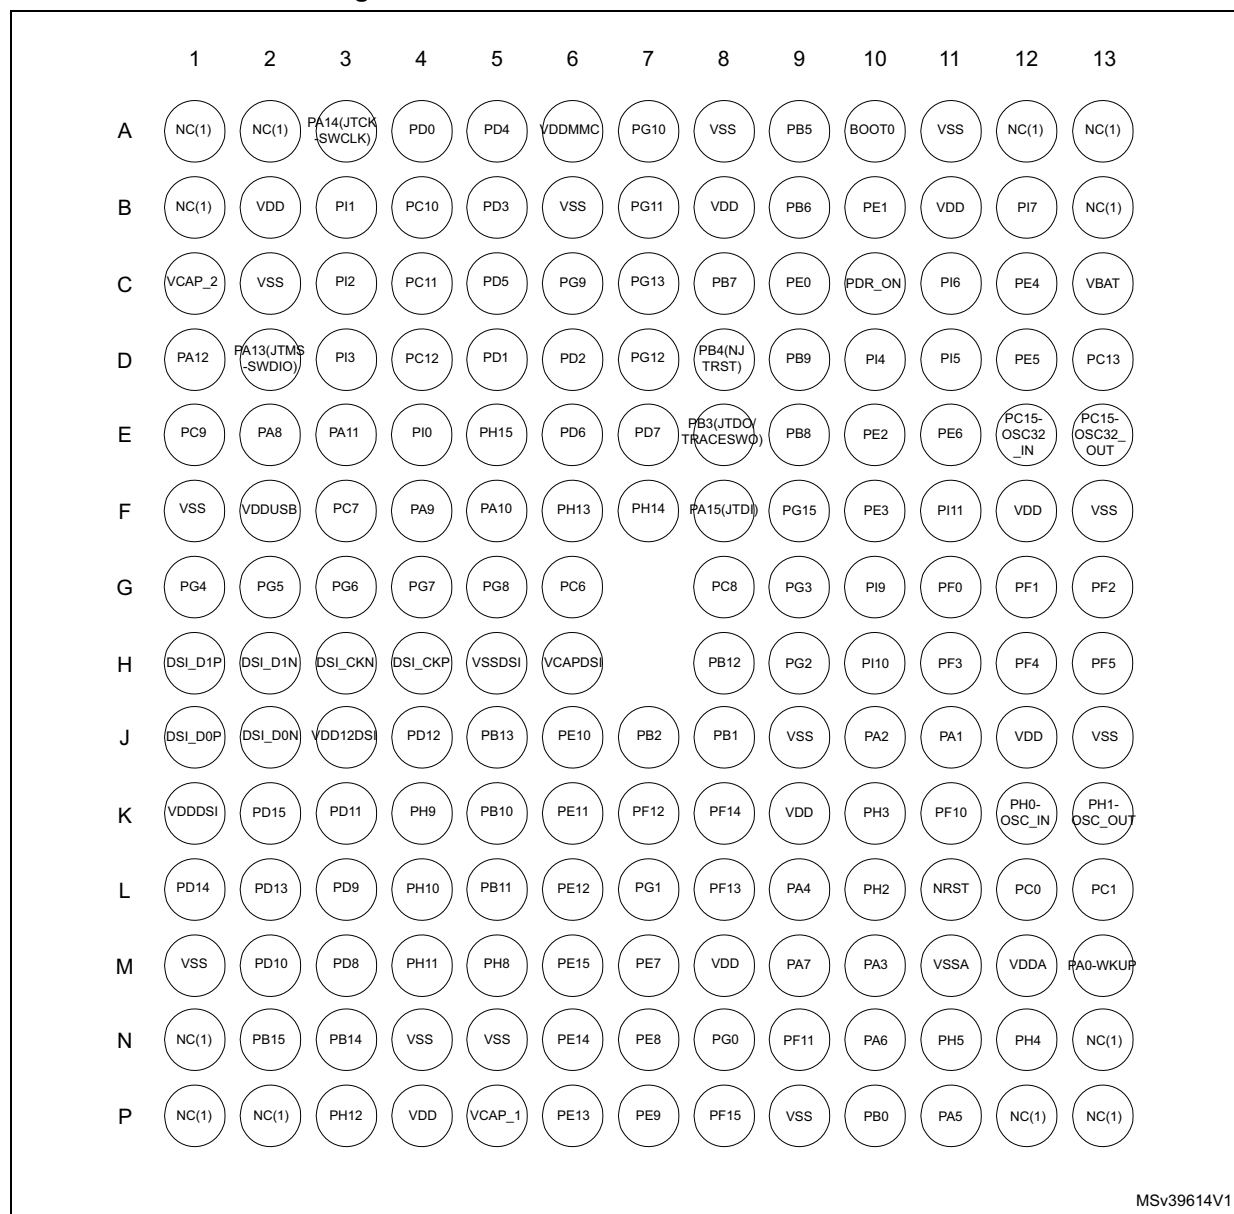 1 2 3 4 5 6 7 8 9 10 11 12 13
A NC(1) NC(1) PA14(JTCK-SWCLK) PD0 PD4 VDDMMC PG10 VSS PB5 BOOT0 VSS NC(1) NC(1)
B NC(1) VDD PI1 PC10 PD3 VSS PG11 VDD PB6 PE1 VDD PI7 NC(1)
C VCAP_2 VSS PI2 PC11 PD5 PG9 PG13 PB7 PE0 PDR_ON PI6 PE4 VBAT
D PA12 PA13(JTMS-SWDIO) PI3 PC12 PD1 PD2 PG12 PB4(NJTRST) PB9 PI4 PI5 PE5 PC13
E PC9 PA8 PA11 PI0 PH15 PD6 PD7 PB3(JTDO/TRACESWO) PB8 PE2 PE6 PC15-OSC32_IN PC15-OSC32_OUT
F VSS VDDUSB PC7 PA9 PA10 PH13 PH14 PA15(JTDI) PG15 PE3 PI11 VDD VSS
G PG4 PG5 PG6 PG7 PG8 PC6 PC8 PG3 PI9 PF0 PF1 PF2
H DSI_D1P DSI_D1N DSI_CKN DSI_CKP VSSDSI VCAPDSI PB12 PG2 PI10 PF3 PF4 PF5
J DSI_D0P DSI_D0N VDD12DSI PD12 PB13 PE10 PB2 PB1 VSS PA2 PA1 VDD VSS
K VDDDSI PD15 PD11 PH9 PB10 PE11 PF12 PF14 VDD PH3 PF10 PH0-OSC_IN PH1-OSC_OUT
L PD14 PD13 PD9 PH10 PB11 PE12 PG1 PF13 PA4 PH2 NRST PC0 PC1
M VSS PD10 PD8 PH11 PH8 PE15 PE7 VDD PA7 PA3 VSSA VDDA PA0-WKUP
N NC(1) PB15 PB14 VSS VSS PE14 PE8 PG0 PF11 PA6 PH5 PH4 NC(1)
P NC(1) NC(1) PH12 VDD VCAP_1 PE13 PE9 PF15 VSS PB0 PA5 NC(1) NC(1)
MSv39614V1